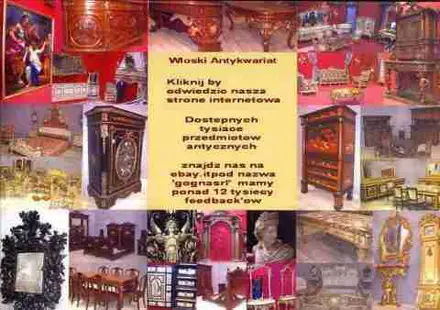 Wloski Antykwariat
Kliknij by
odwiedzic nasza
strone internetowa
Dostepnych
tysiace
przedmiotow
antycznych
znajdz nas na
ebay.itpod nazwa
'gognasrl' mamy
ponad 12 tysiecy
feedback'ow